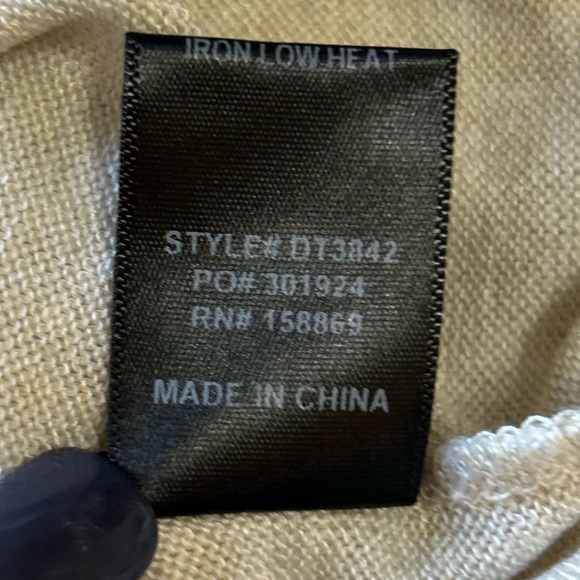 IRON LOW HEAT
STYLE# DT3842
PO# 301924
RN# 158869
MADE IN CHINA